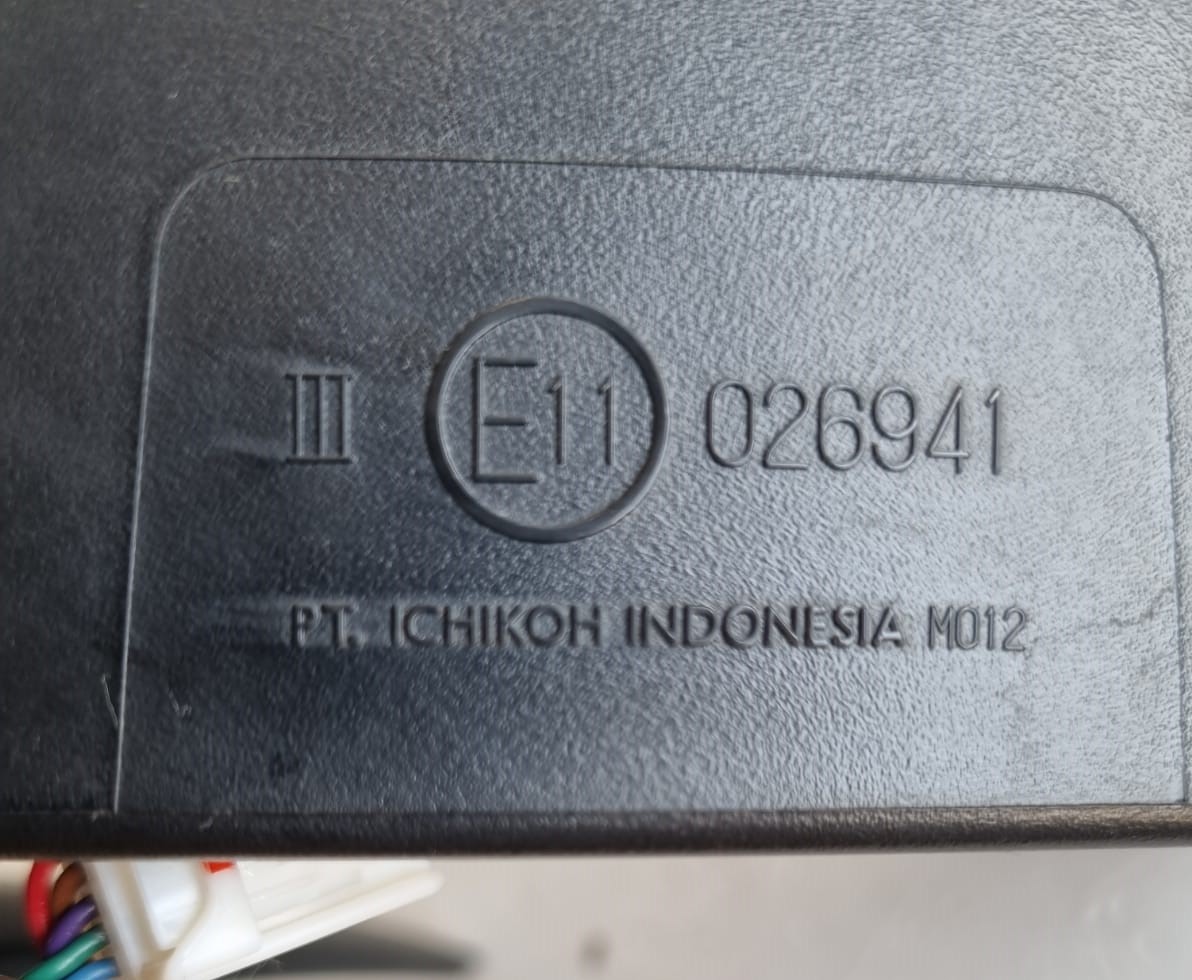 III E11 026941
PT. ICHIKOH INDONESIA M012